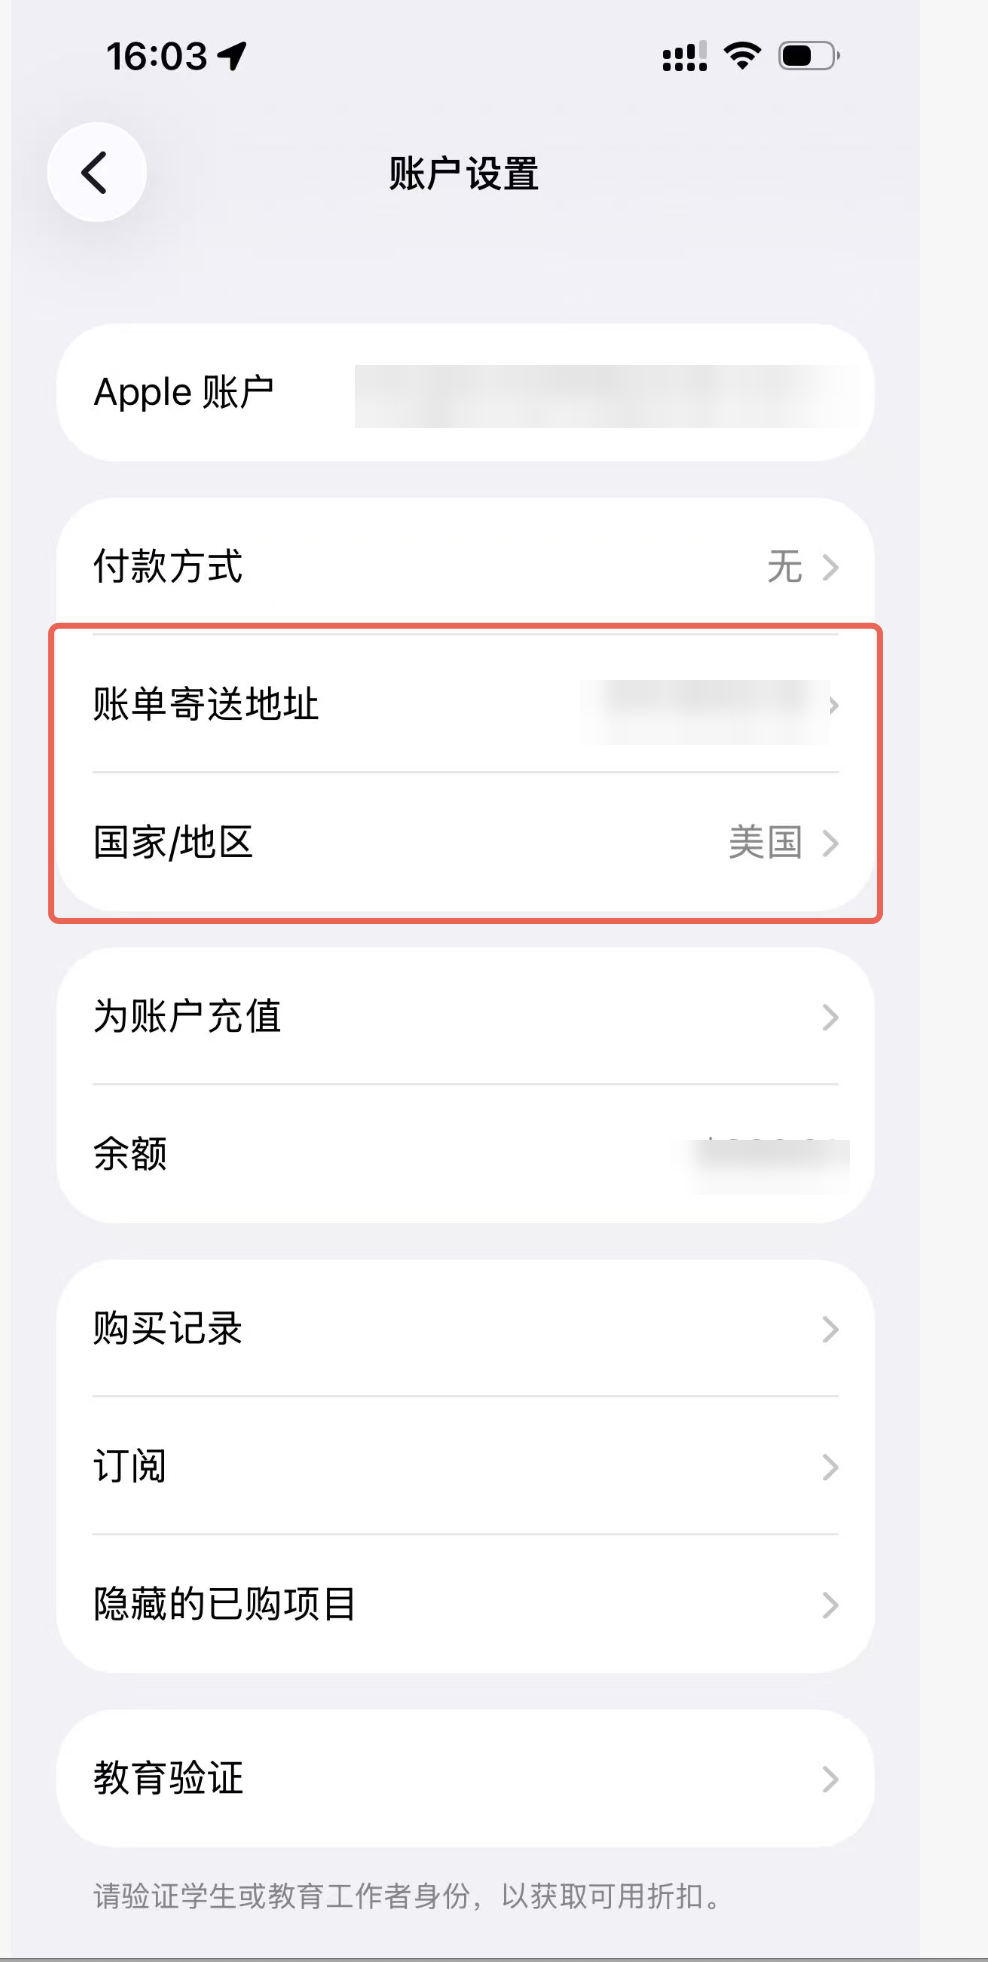 16:03
账户设置
Apple 账户
付款方式 无
账单寄送地址
国家/地区 美国
为账户充值
余额
购买记录
订阅
隐藏的已购项目
教育验证
请验证学生或教育工作者身份，以获取可用折扣。